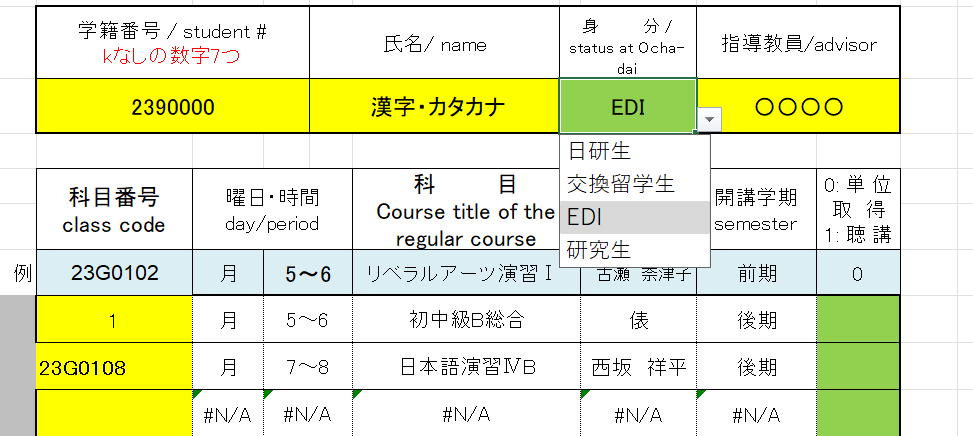 学籍番号 / student #
kなしの数字7つ
氏名/ name
身 分 /
status at Ocha-
dai
指導教員/advisor
2390000
漢字・カタカナ
EDI
〇〇〇〇
日研生
交換留学生
EDI
研究生
科目番号
class code
曜日・時間
day/period
科 目
Course title of the
regular course
開講学期
semester
0: 単位
取得
1: 聴講
例
23G0102
月
5～6
リベラルアーツ演習Ⅰ
古瀬 奈津子
前期
0
1
月
5～6
初中級B総合
俵
後期
23G0108
月
7～8
日本語演習ⅣB
西坂 祥平
後期
#N/A
#N/A
#N/A
#N/A
#N/A